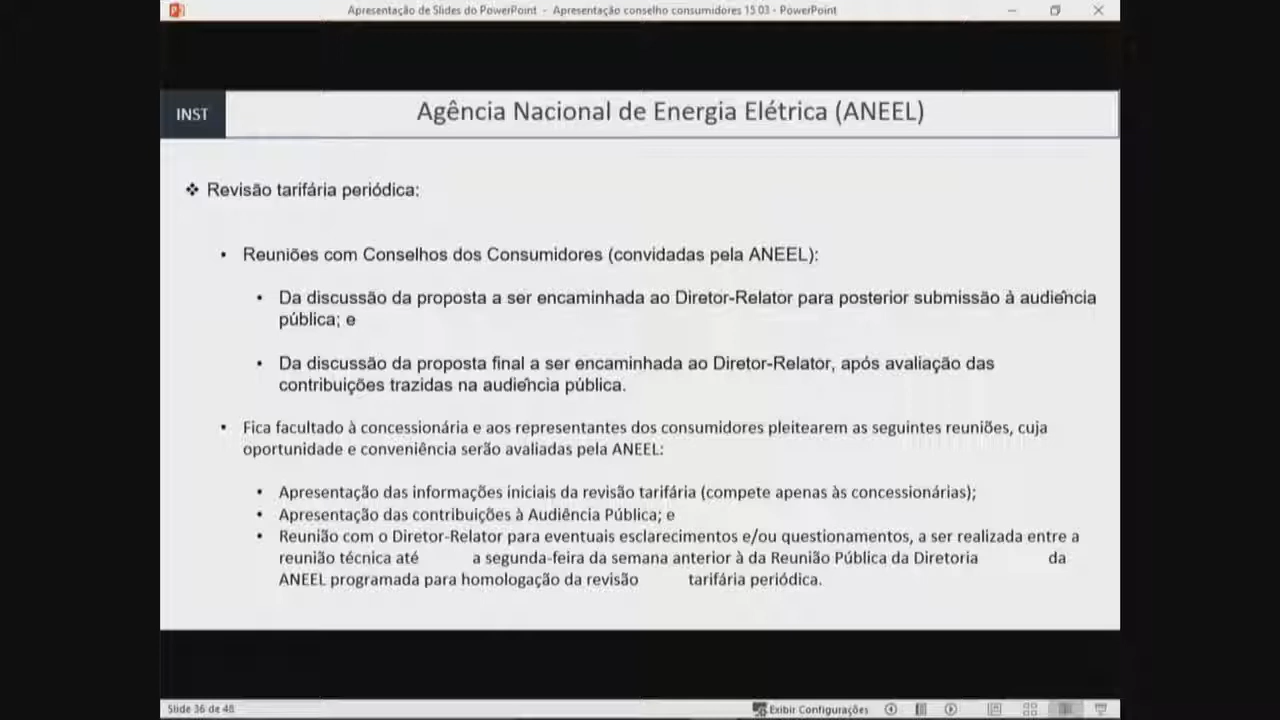 Apresentação de Slides do PowerPoint - Apresentação conselho consumidores 15 03 - PowerPoint
INST
Agência Nacional de Energia Elétrica (ANEEL)
❖ Revisão tarifária periódica:
• Reuniões com Conselhos dos Consumidores (convidadas pela ANEEL):
• Da discussão da proposta a ser encaminhada ao Diretor-Relator para posterior submissão à audiência
pública; e
• Da discussão da proposta final a ser encaminhada ao Diretor-Relator, após avaliação das
contribuições trazidas na audiência pública.
• Fica facultado à concessionária e aos representantes dos consumidores pleitearem as seguintes reuniões, cuja
oportunidade e conveniência serão avaliadas pela ANEEL:
• Apresentação das informações iniciais da revisão tarifária (compete apenas às concessionárias);
• Apresentação das contribuições à Audiência Pública; e
• Reunião com o Diretor-Relator para eventuais esclarecimentos e/ou questionamentos, a ser realizada entre a
reunião técnica até a segunda-feira da semana anterior à da Reunião Pública da Diretoria da
ANEEL programada para homologação da revisão tarifária periódica.
Slide 36 de 48
Exibir Configurações